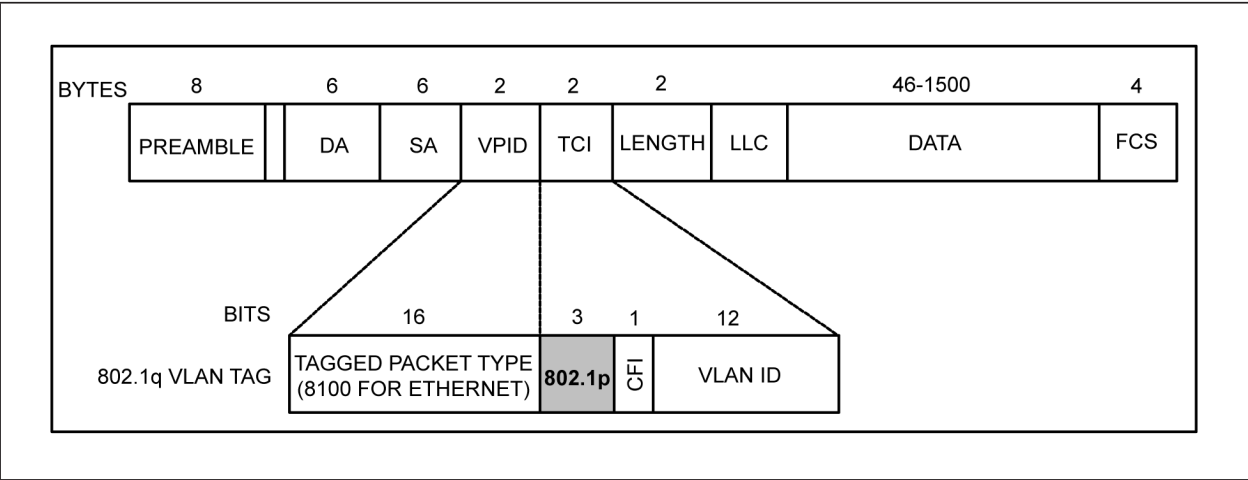 BYTES 8 6 6 2 2 2 46-1500 4
PREAMBLE DA SA VPID TCI LENGTH LLC DATA FCS
BITS 16 3 1 12
802.1q VLAN TAG
TAGGED PACKET TYPE
(8100 FOR ETHERNET)
802.1p
CFI
VLAN ID